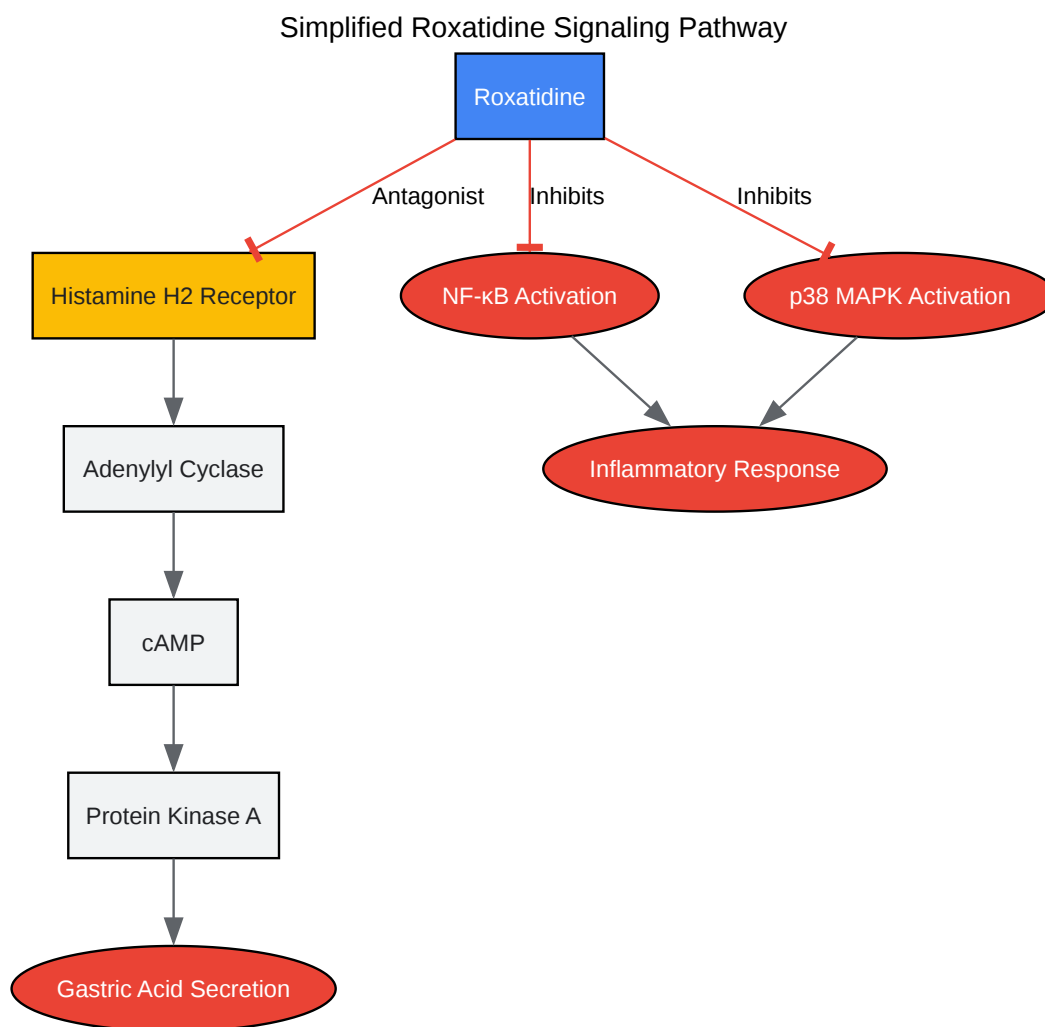 Simplified Roxatidine Signaling Pathway
Roxatidine
Antagonist
Inhibits
Inhibits
Histamine H2 Receptor
NF-κB Activation
p38 MAPK Activation
Adenylyl Cyclase
Inflammatory Response
cAMP
Protein Kinase A
Gastric Acid Secretion